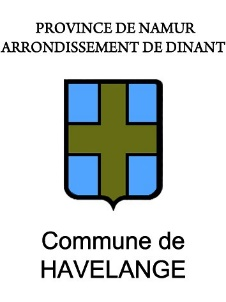 PROVINCE DE NAMUR
ARRONDISSEMENT DE DINANT
Commune de
HAVELANGE